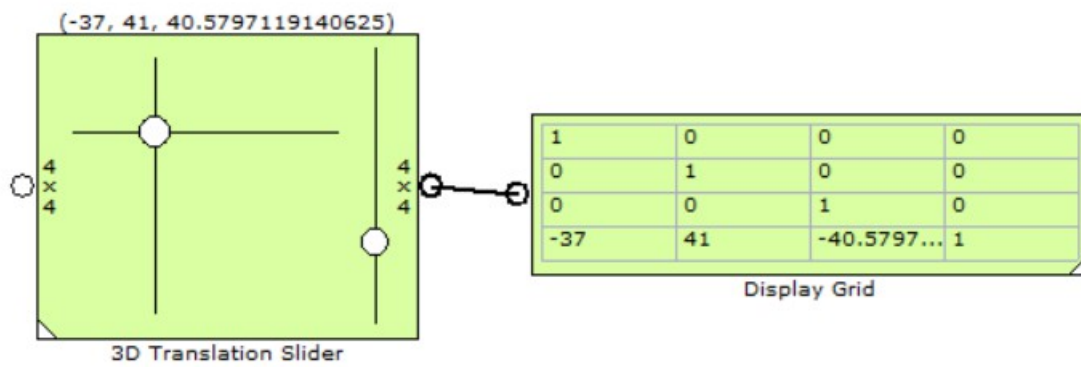 (-37, 41, 40.5797119140625)
4
x
4
4
x
4
3D Translation Slider
1 0 0 0
0 1 0 0
0 0 1 0
-37 41 -40.5797... 1
Display Grid